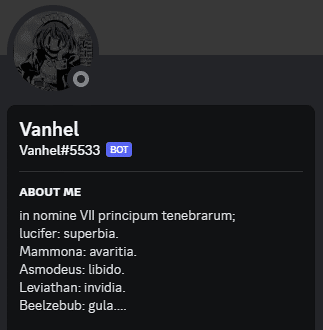 Vanhel
Vanhel#5533 BOT
ABOUT ME
in nomine VII principum tenebrarum;
lucifer: superbia.
Mammona: avaritia.
Asmodeus: libido.
Leviathan: invidia.
Beelzebub: gula....